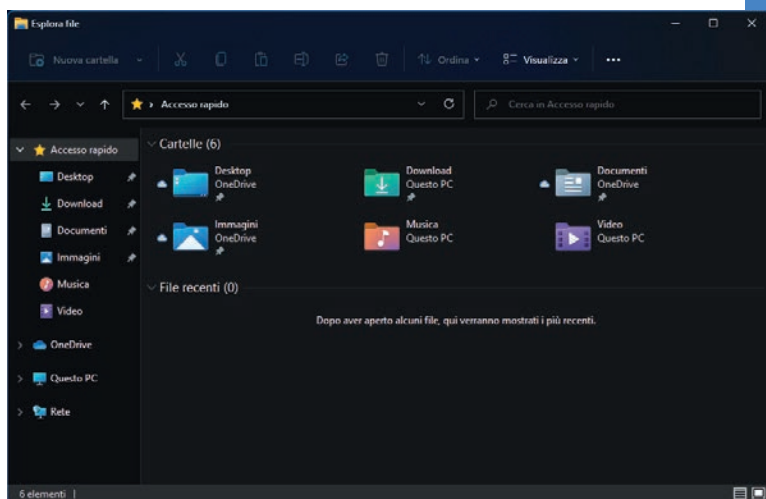 Esplora file
Nuova cartella
Ordina
Visualizza
Accesso rapido
Cerca in Accesso rapido
Accesso rapido
Desktop
Download
Documenti
Immagini
Musica
Video
OneDrive
Questo PC
Rete
Cartelle (6)
Desktop
OneDrive
Download
Questo PC
Documenti
OneDrive
Immagini
OneDrive
Musica
Questo PC
Video
Questo PC
File recenti (0)
Dopo aver aperto alcuni file, qui verranno mostrati i più recenti.
6 elementi